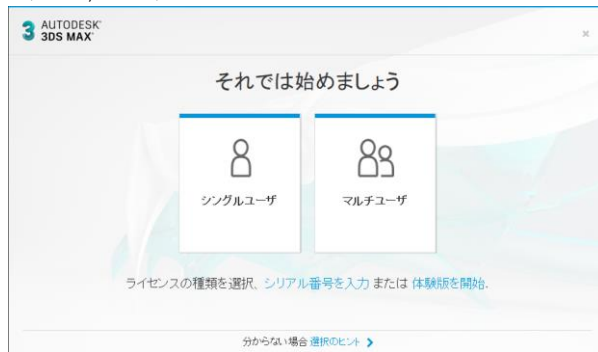 3 AUTODESK®
3DS MAX®
×
それでは始めましょう
シングルユーザ
マルチユーザ
ライセンスの種類を選択、シリアル番号を入力 または 体験版を開始.
分からない場合 選択のヒント >